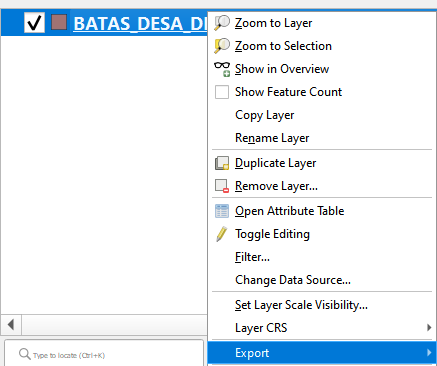 BATAS_DESA_DI
Zoom to Layer
Zoom to Selection
Show in Overview
Show Feature Count
Copy Layer
Rename Layer
Duplicate Layer
Remove Layer...
Open Attribute Table
Toggle Editing
Filter...
Change Data Source...
Set Layer Scale Visibility...
Layer CRS
Export
Type to locate (Ctrl+K)